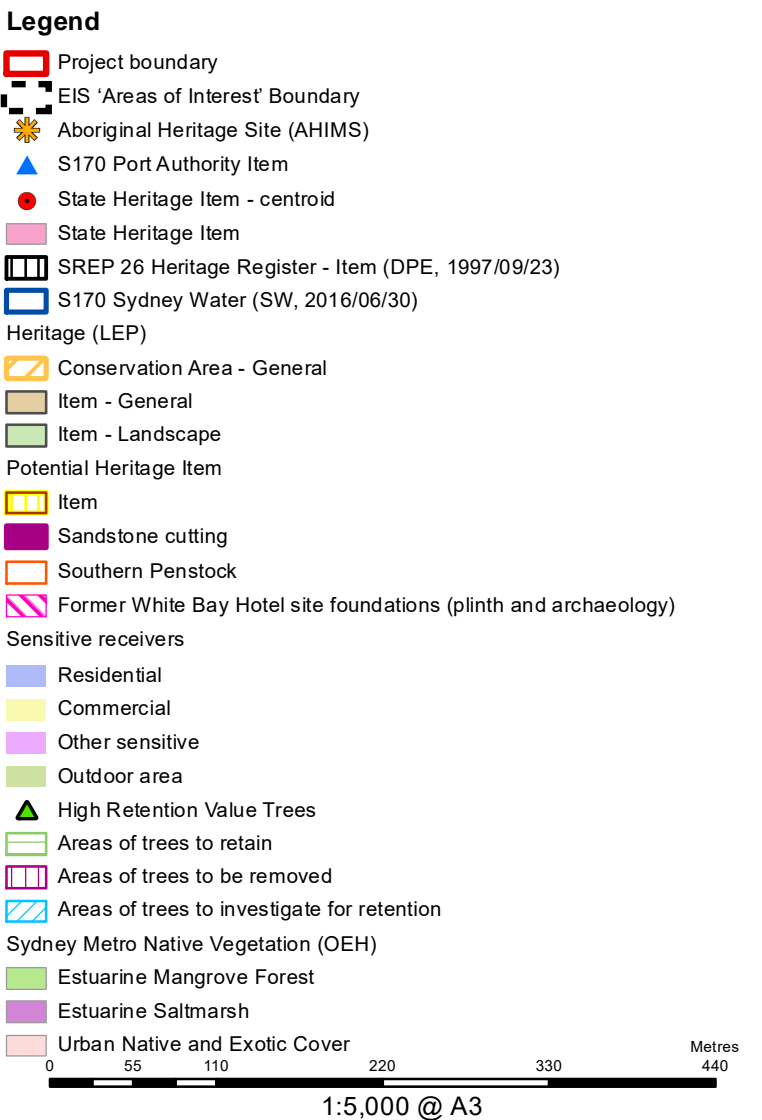 Legend
Project boundary
EIS ‘Areas of Interest’ Boundary
Aboriginal Heritage Site (AHIMS)
S170 Port Authority Item
State Heritage Item - centroid
State Heritage Item
SREP 26 Heritage Register - Item (DPE, 1997/09/23)
S170 Sydney Water (SW, 2016/06/30)
Heritage (LEP)
Conservation Area - General
Item - General
Item - Landscape
Potential Heritage Item
Item
Sandstone cutting
Southern Penstock
Former White Bay Hotel site foundations (plinth and archaeology)
Sensitive receivers
Residential
Commercial
Other sensitive
Outdoor area
High Retention Value Trees
Areas of trees to retain
Areas of trees to be removed
Areas of trees to investigate for retention
Sydney Metro Native Vegetation (OEH)
Estuarine Mangrove Forest
Estuarine Saltmarsh
Urban Native and Exotic Cover
Metres
0 55 110 220 330 440
1:5,000 @ A3